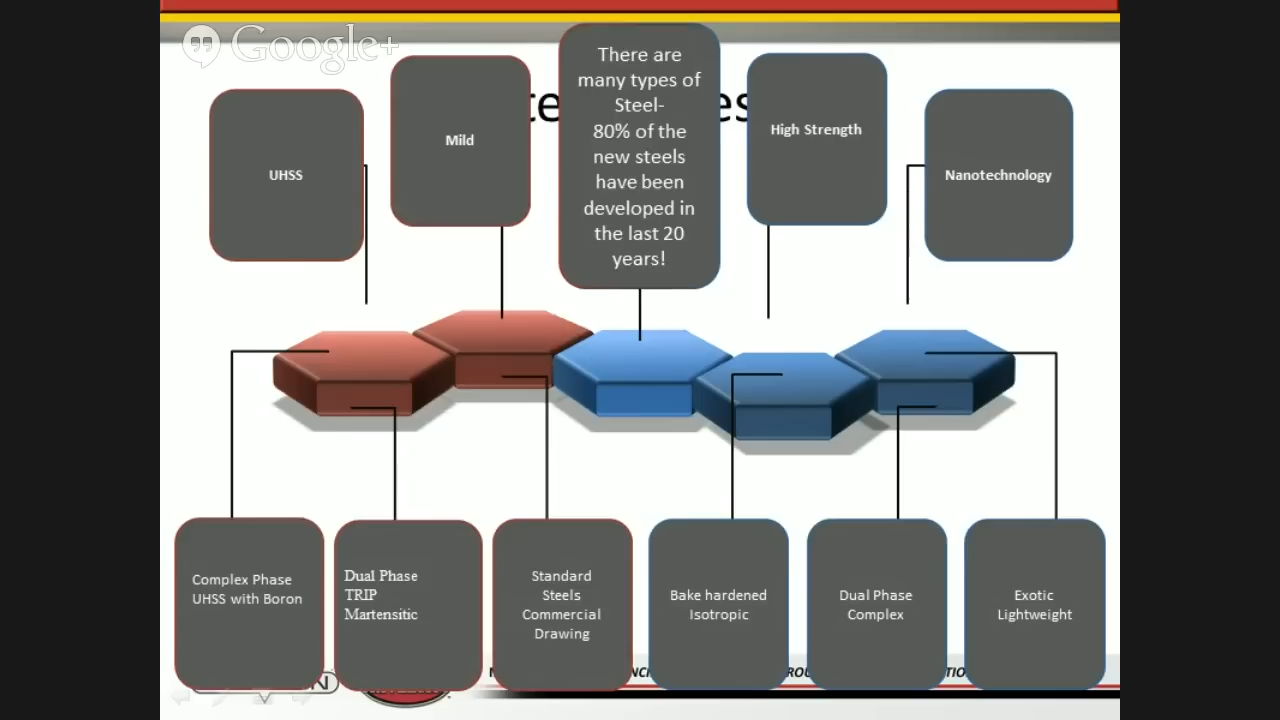 Google+
There are
many types of
Steel-
80% of the
new steels
have been
developed in
the last 20
years!
UHSS
Mild
High Strength
Nanotechnology
Complex Phase
UHSS with Boron
Dual Phase
TRIP
Martensitic
Standard
Steels
Commercial
Drawing
Bake hardened
Isotropic
Dual Phase
Complex
Exotic
Lightweight